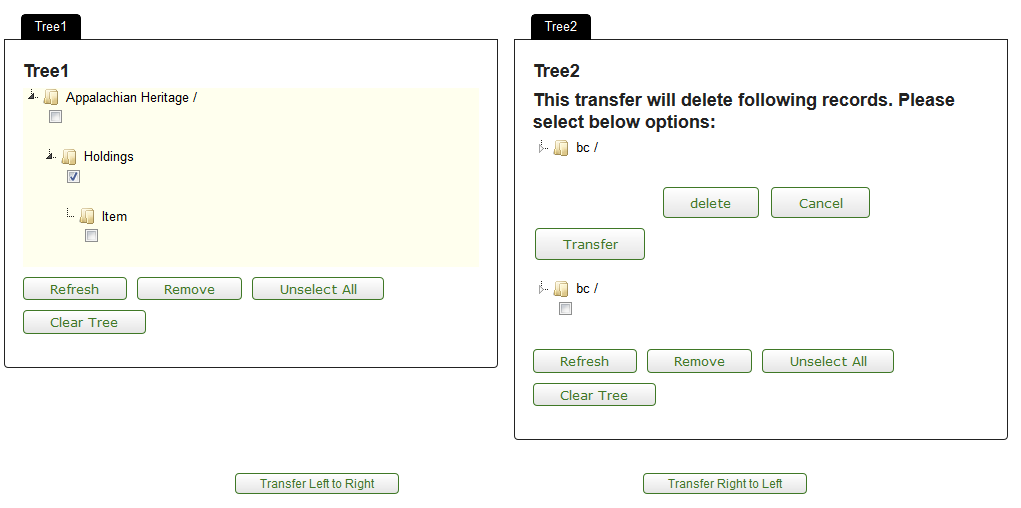 Tree1
Tree1
Appalachian Heritage /
Holdings
Item
Refresh Remove Unselect All
Clear Tree
Tree2
Tree2
This transfer will delete following records. Please
select below options:
bc /
delete Cancel
Transfer
bc /
Refresh Remove Unselect All
Clear Tree
Transfer Left to Right Transfer Right to Left